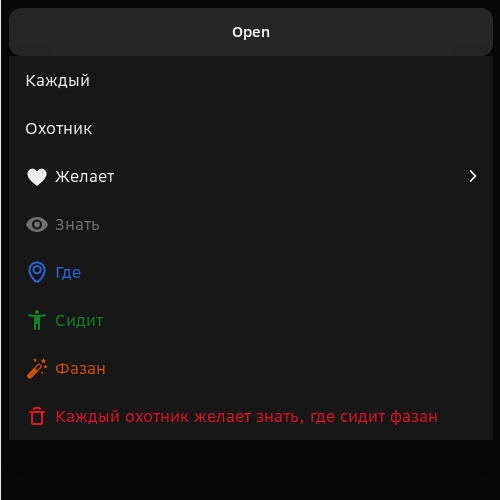 Open
Каждый
Охотник
Желает
Знать
Где
Сидит
Фазан
Каждый охотник желает знать, где сидит фазан